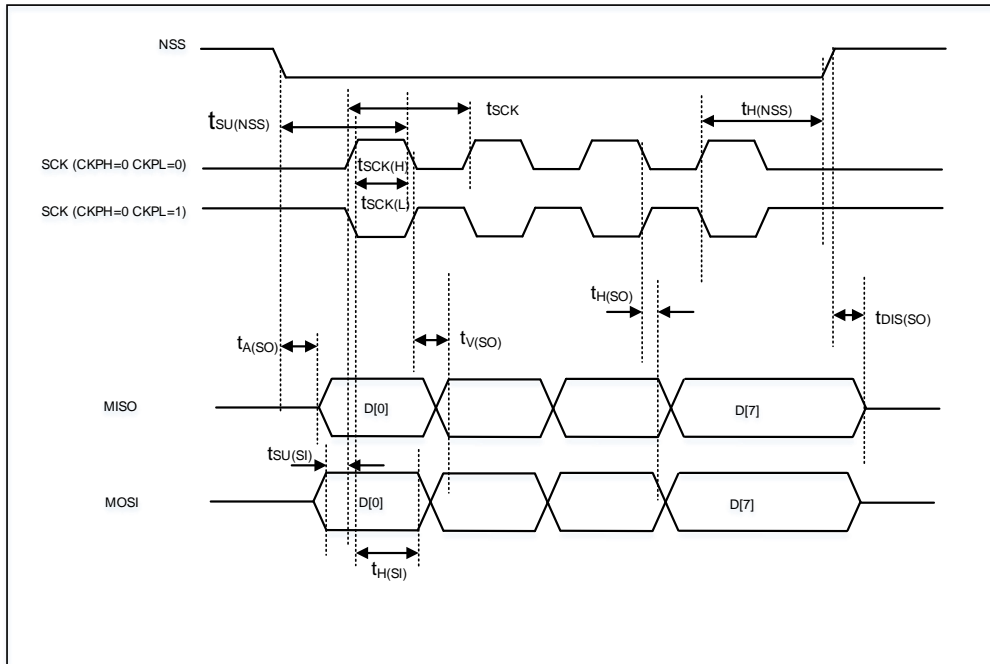 NSS
tSCK
tH(NSS)
tSU(NSS)
SCK (CKPH=0 CKPL=0)
tSCK(H)
tSCK(L)
SCK (CKPH=0 CKPL=1)
tH(SO)
tDIS(SO)
tV(SO)
tA(SO)
MISO
D[0]
D[7]
tSU(SI)
MOSI
D[0]
D[7]
tH(SI)